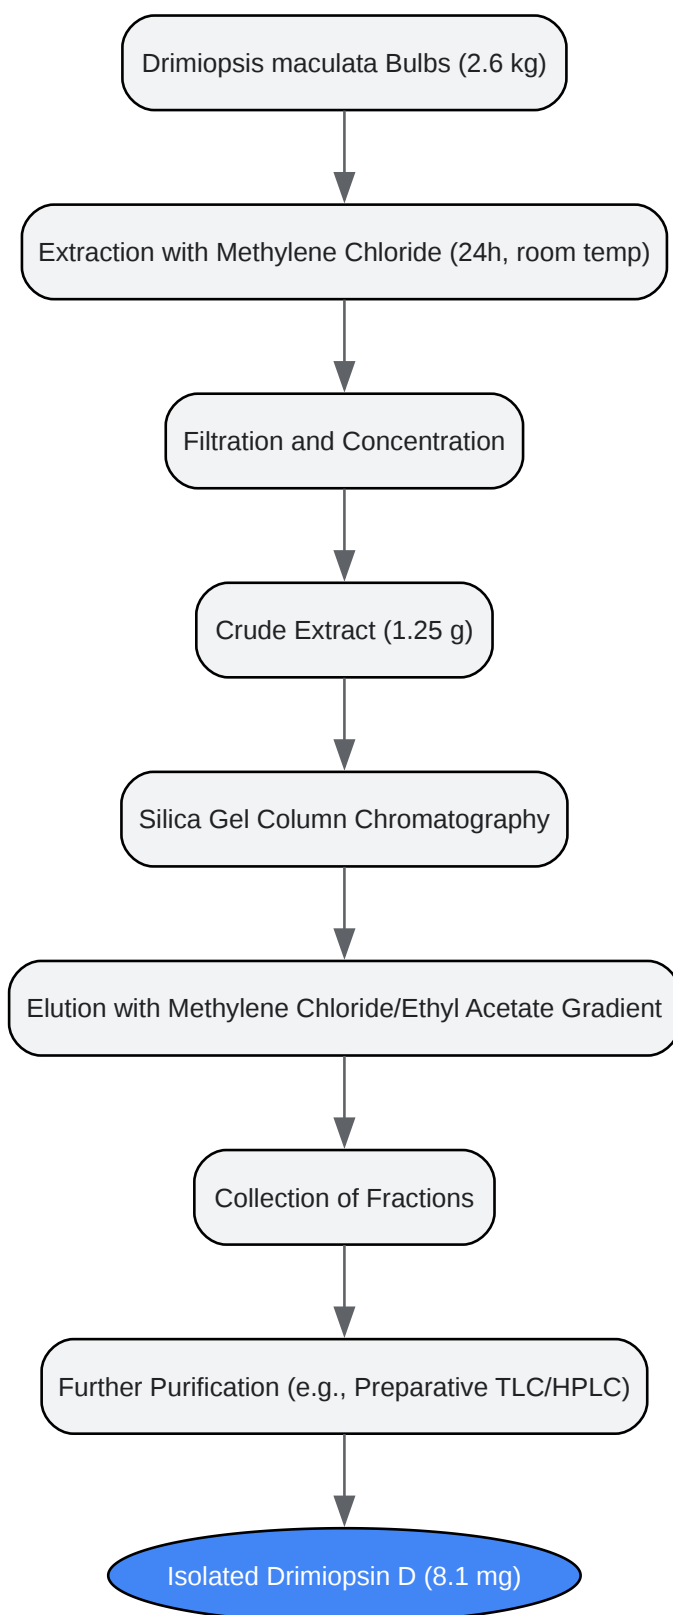 Drimiopsis maculata Bulbs (2.6 kg)
Extraction with Methylene Chloride (24h, room temp)
Filtration and Concentration
Crude Extract (1.25 g)
Silica Gel Column Chromatography
Elution with Methylene Chloride/Ethyl Acetate Gradient
Collection of Fractions
Further Purification (e.g., Preparative TLC/HPLC)
Isolated Drimiopsin D (8.1 mg)